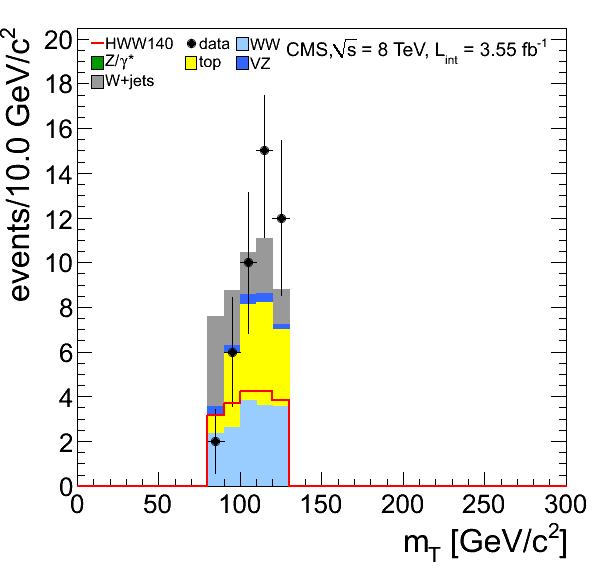 HWW140 data WW CMS,√s = 8 TeV, L_int = 3.55 fb⁻¹
Z/γ* top VZ
W+jets
events/10.0 GeV/c²
20
18
16
14
12
10
8
6
4
2
0
0 50 100 150 200 250 300
m_T [GeV/c²]